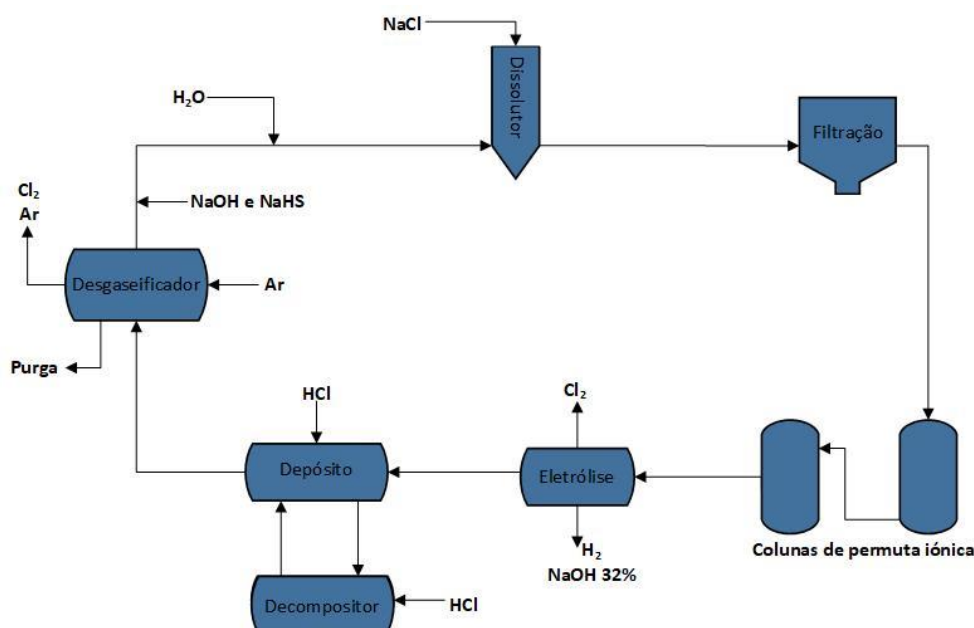 NaCl
Dissolutor
H₂O
Filtração
Cl₂
Ar
NaOH e NaHS
Desgaseificador
Ar
Purga
HCl
Cl₂
Depósito
Eletrólise
H₂
NaOH 32%
Colunas de permuta iónica
Decompositor
HCl